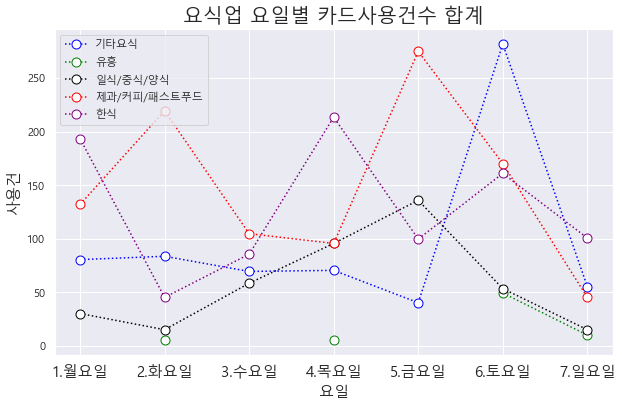 요식업 요일별 카드사용건수 합계
기타요식
유흥
일식/중식/양식
제과/커피/패스트푸드
한식
사용건
250
200
150
100
50
0
1.월요일 2.화요일 3.수요일 4.목요일 5.금요일 6.토요일 7.일요일
요일